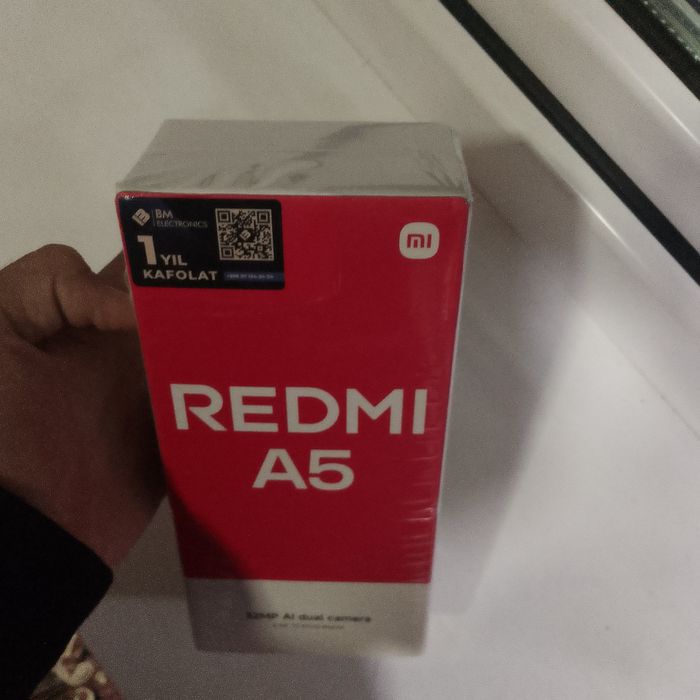 BM
ELECTRONICS
1 YIL
KAFOLAT
mi
REDMI
A5
32MP AI dual camera